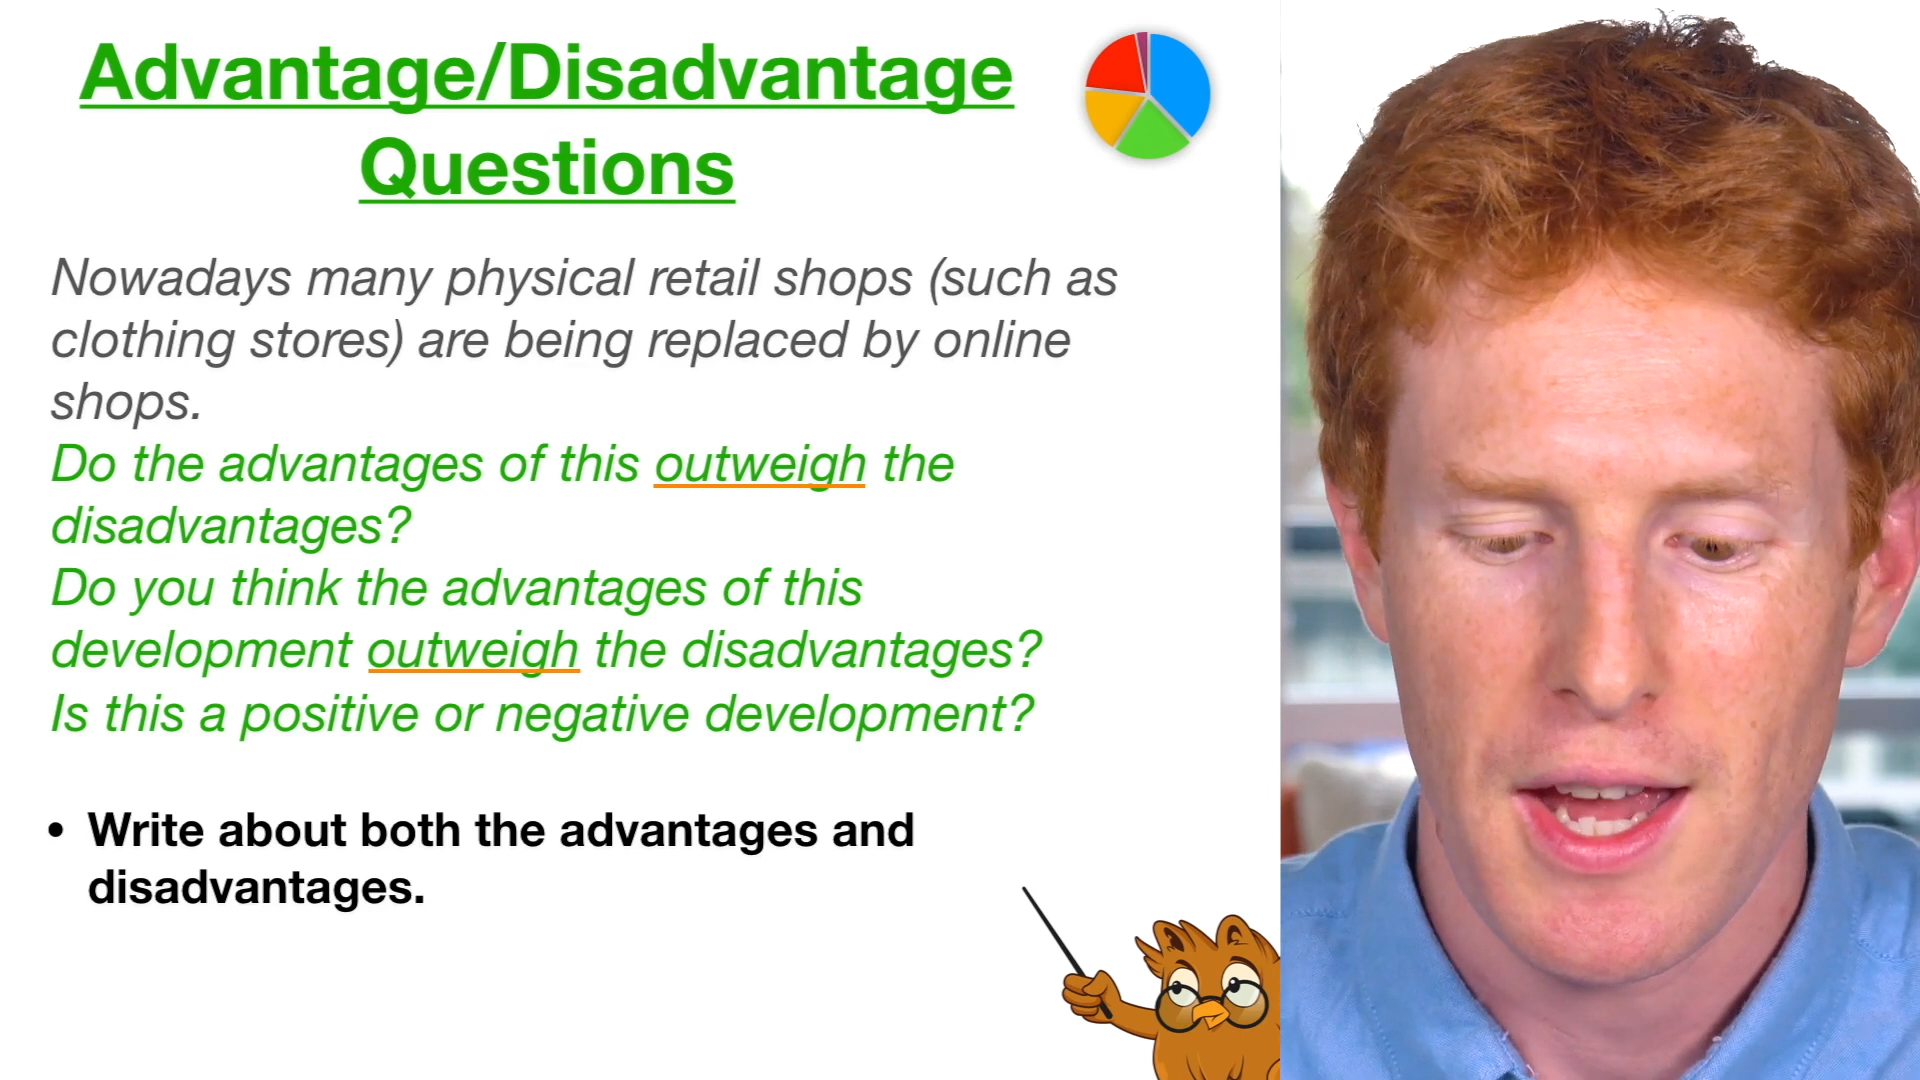 Advantage/Disadvantage
Questions
Nowadays many physical retail shops (such as
clothing stores) are being replaced by online
shops.
Do the advantages of this outweigh the
disadvantages?
Do you think the advantages of this
development outweigh the disadvantages?
Is this a positive or negative development?
• Write about both the advantages and
disadvantages.